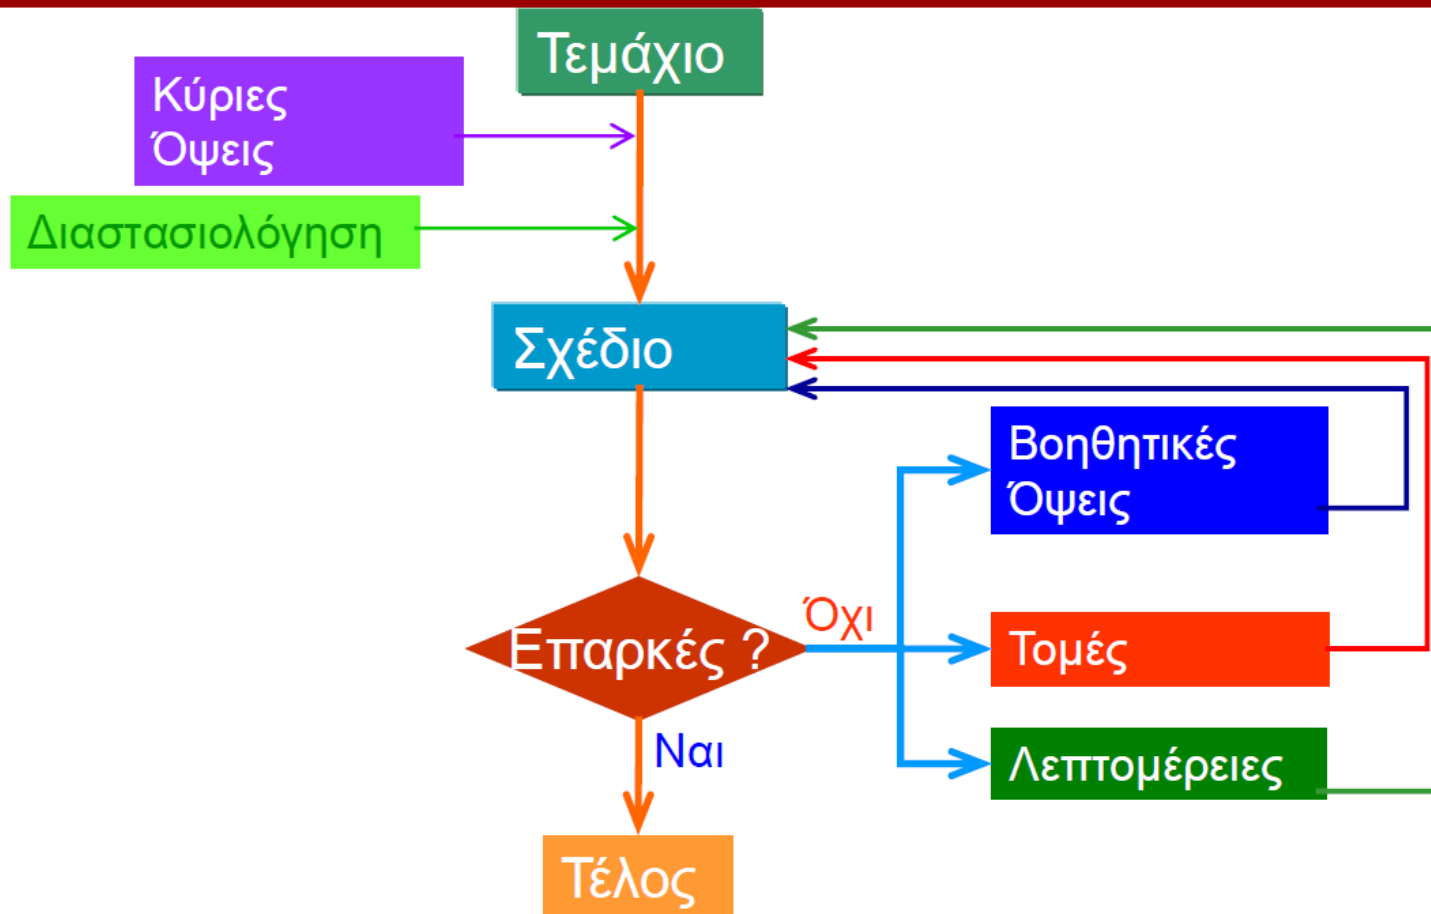 Τεμάχιο
Κύριες
Όψεις
Διαστασιολόγηση
Σχέδιο
Βοηθητικές
Όψεις
Επαρκές ?
Όχι
Τομές
Ναι
Λεπτομέρειες
Τέλος